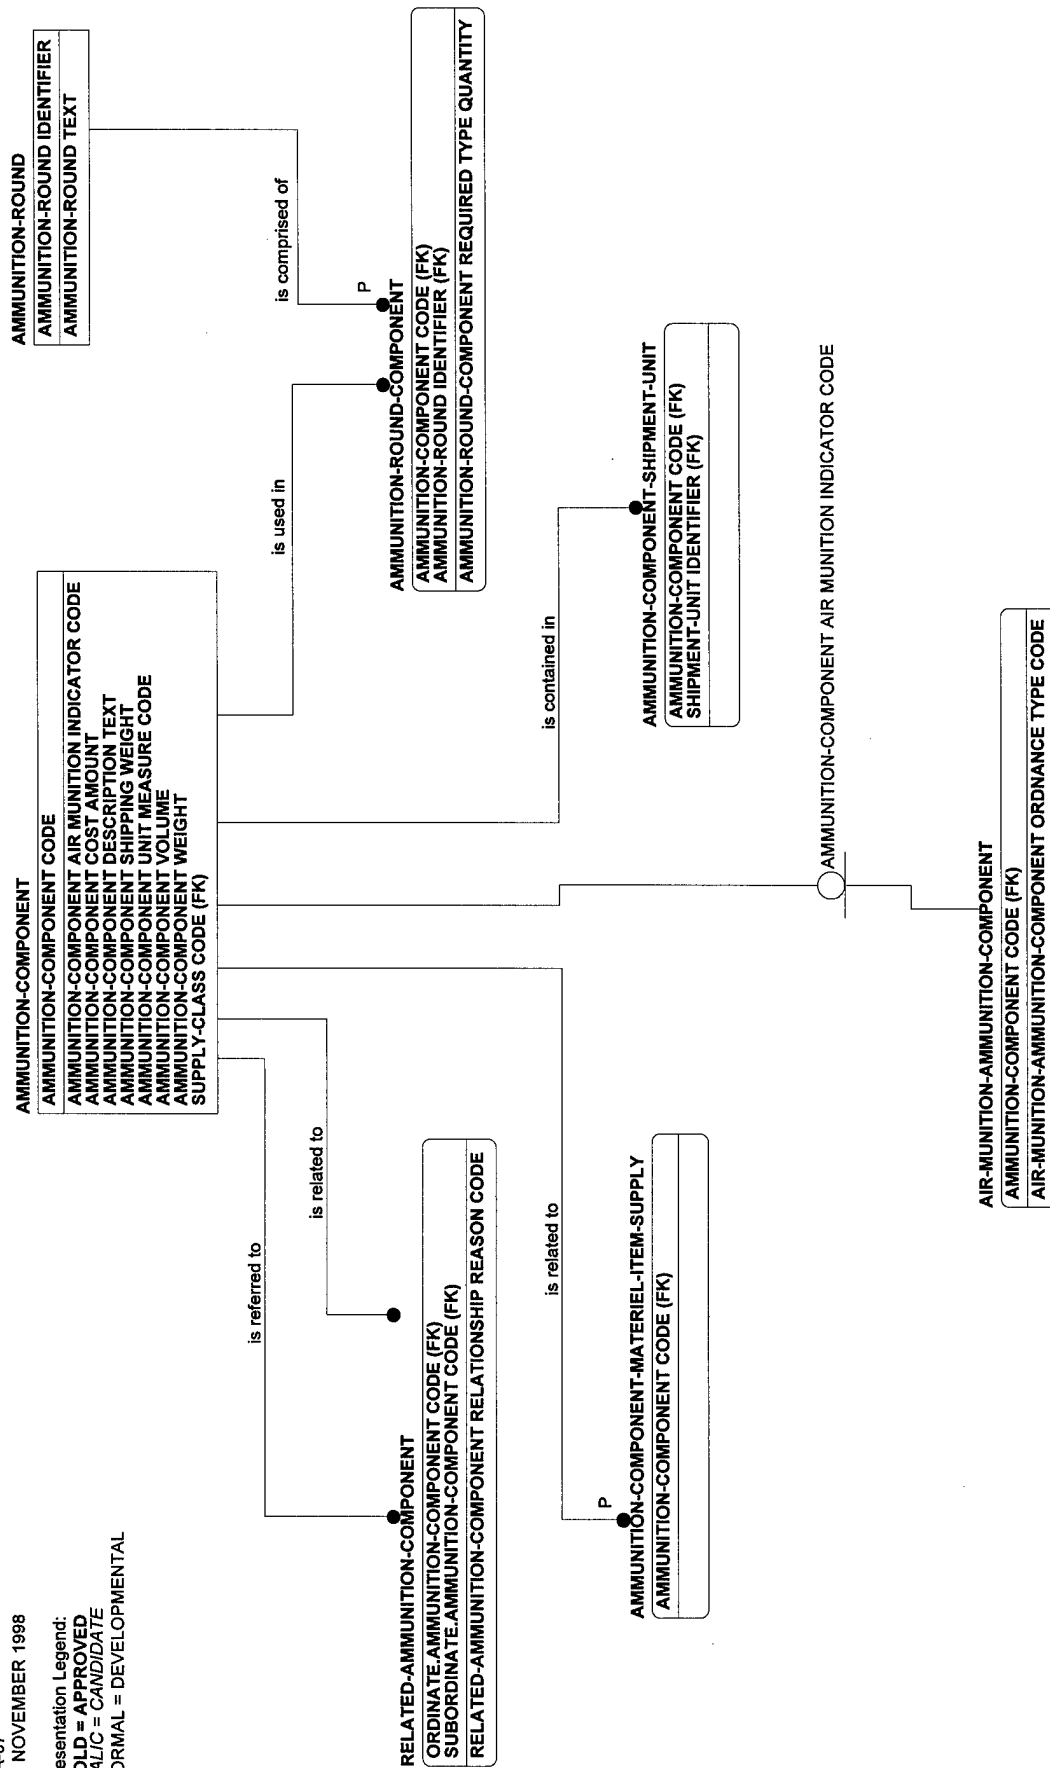 NOVEMBER 1998
esentation Legend:
OLD = APPROVED
ALIC = CANDIDATE
ORMAL = DEVELOPMENTAL
AMMUNITION-COMPONENT
AMMUNITION-COMPONENT CODE
AMMUNITION-COMPONENT AIR MUNITION INDICATOR CODE
AMMUNITION-COMPONENT COST AMOUNT
AMMUNITION-COMPONENT DESCRIPTION TEXT
AMMUNITION-COMPONENT SHIPPING WEIGHT
AMMUNITION-COMPONENT UNIT MEASURE CODE
AMMUNITION-COMPONENT VOLUME
AMMUNITION-COMPONENT WEIGHT
SUPPLY-CLASS CODE (FK)
AMMUNITION-ROUND
AMMUNITION-ROUND IDENTIFIER
AMMUNITION-ROUND TEXT
is referred to
is related to
is used in
is comprised of
P
RELATED-AMMUNITION-COMPONENT
ORDINATE.AMMUNITION-COMPONENT CODE (FK)
SUBORDINATE.AMMUNITION-COMPONENT CODE (FK)
RELATED-AMMUNITION-COMPONENT RELATIONSHIP REASON CODE
AMMUNITION-ROUND-COMPONENT
AMMUNITION-COMPONENT CODE (FK)
AMMUNITION-ROUND IDENTIFIER (FK)
AMMUNITION-ROUND-COMPONENT REQUIRED TYPE QUANTITY
is related to
is contained in
P
AMMUNITION-COMPONENT-MATERIEL-ITEM-SUPPLY
AMMUNITION-COMPONENT CODE (FK)
AMMUNITION-COMPONENT-SHIPMENT-UNIT
AMMUNITION-COMPONENT CODE (FK)
SHIPMENT-UNIT IDENTIFIER (FK)
AMMUNITION-COMPONENT AIR MUNITION INDICATOR CODE
AIR-MUNITION-AMMUNITION-COMPONENT
AMMUNITION-COMPONENT CODE (FK)
AIR-MUNITION-AMMUNITION-COMPONENT ORDNANCE TYPE CODE